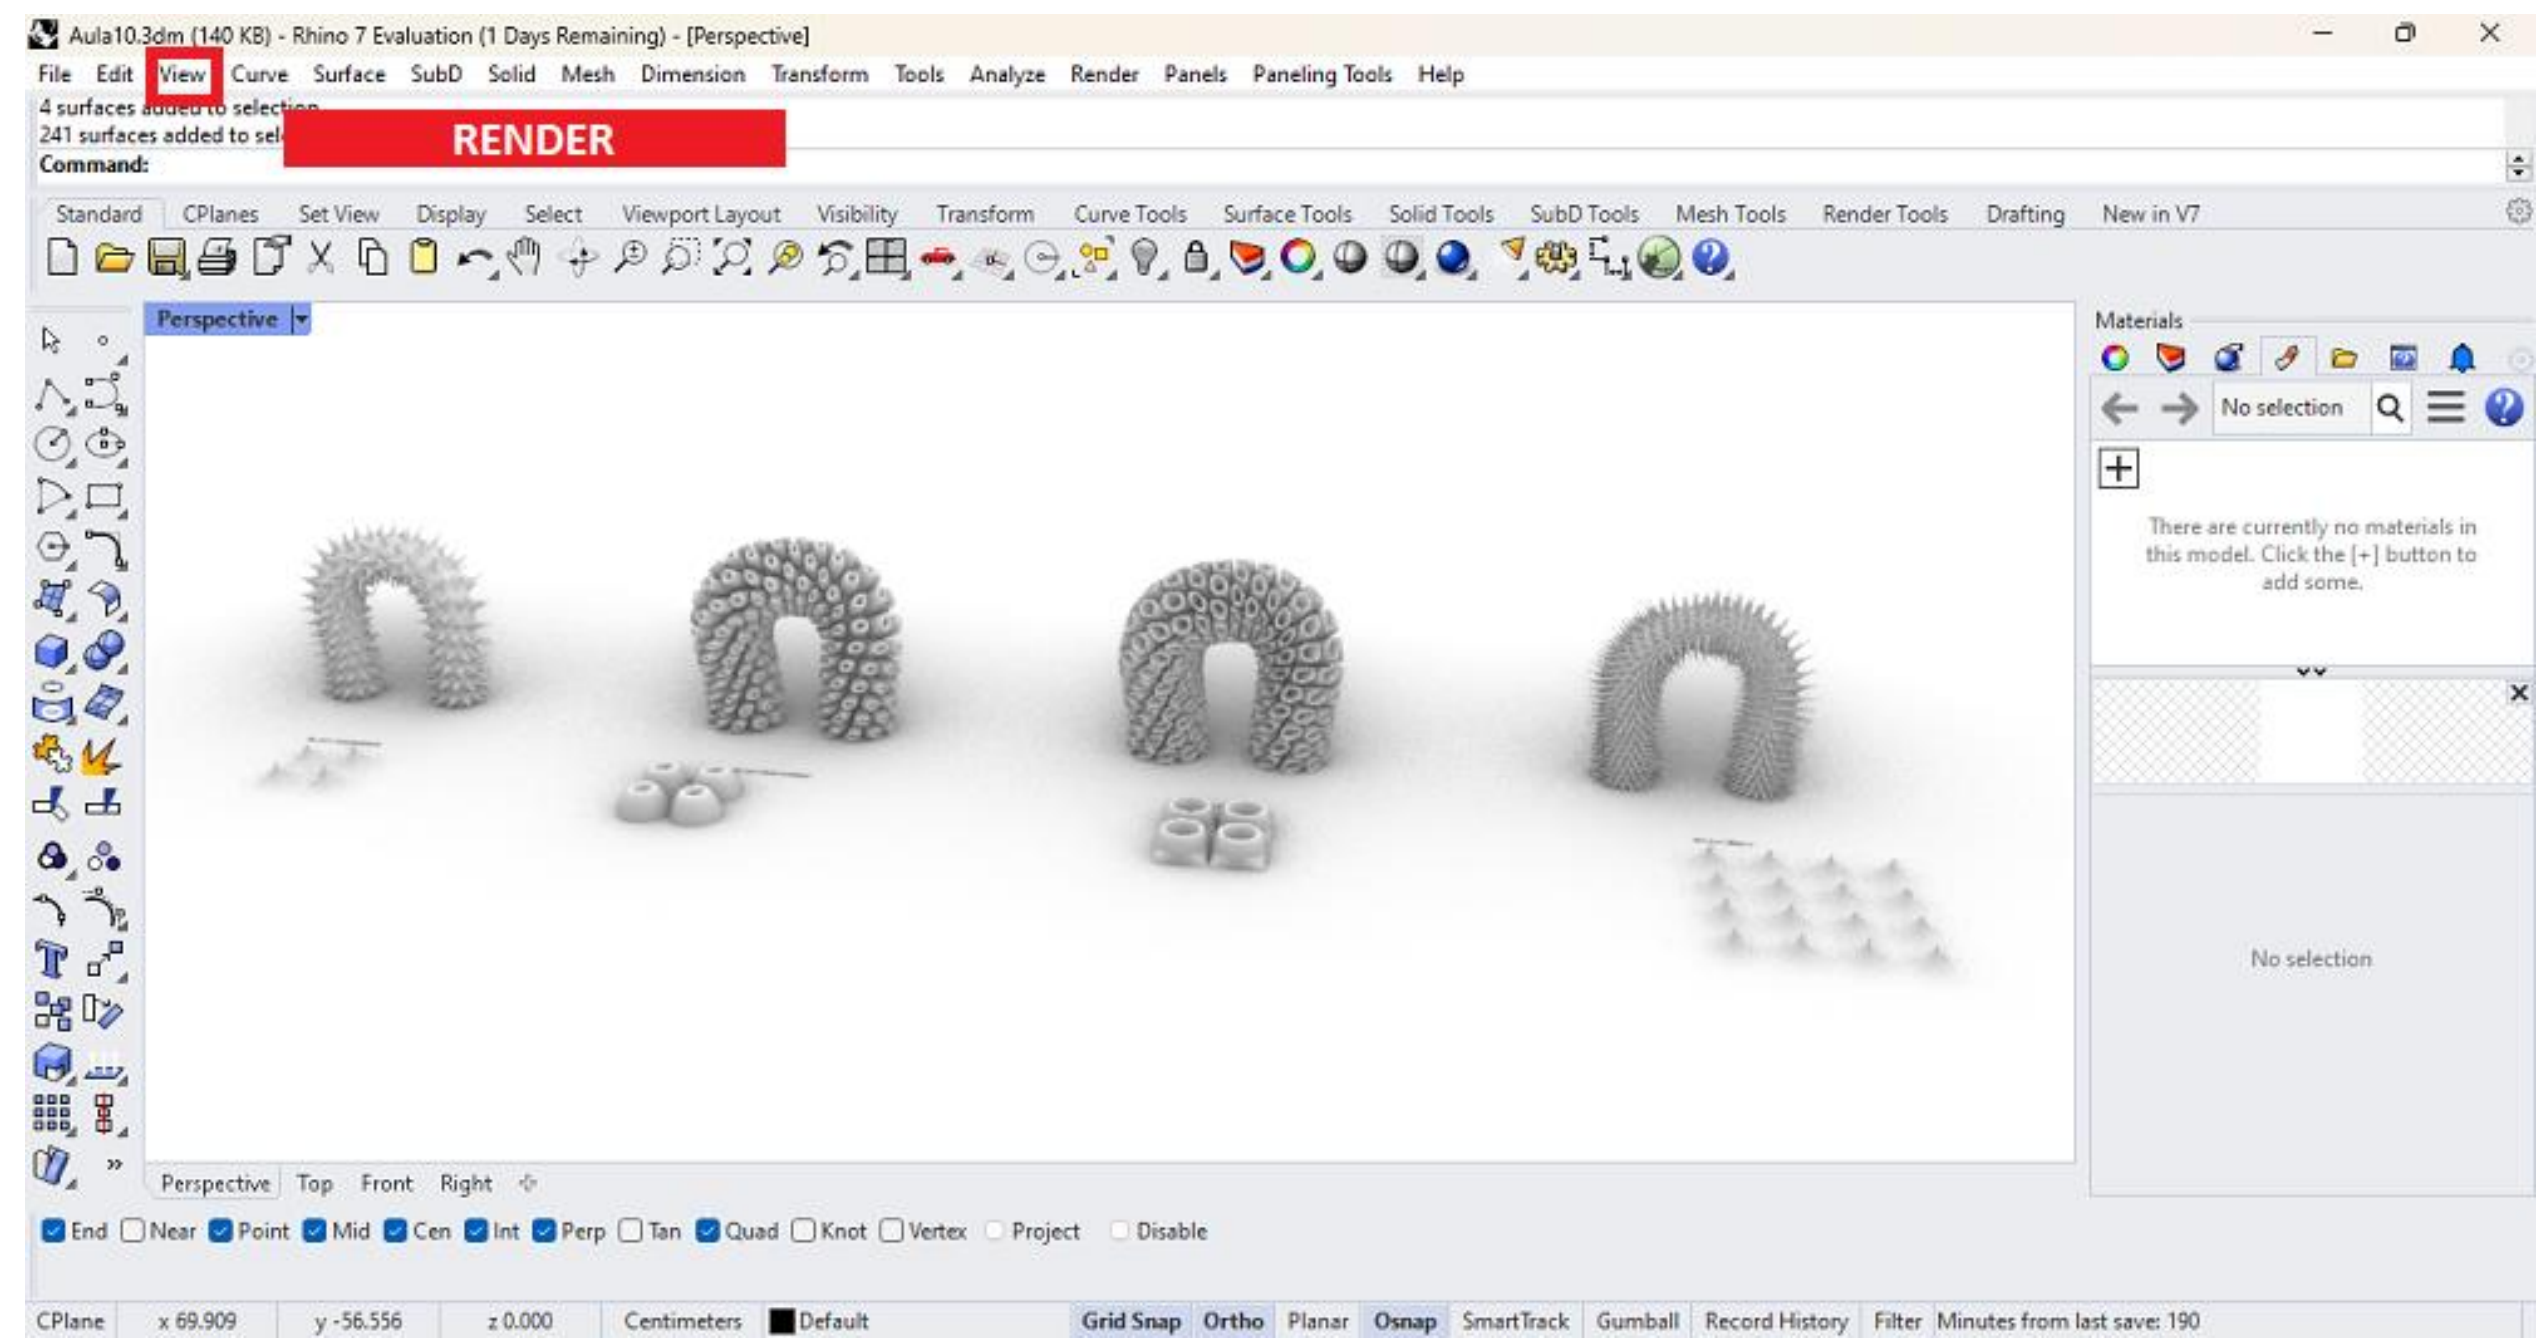 Aula10.3dm (140 KB) - Rhino 7 Evaluation (1 Days Remaining) - [Perspective]
File Edit View Curve Surface SubD Solid Mesh Dimension Transform Tools Analyze Render Panels Paneling Tools Help
4 surfaces added to selection
241 surfaces added to
RENDER
Command:
Standard CPlanes Set View Display Select Viewport Layout Visibility Transform Curve Tools Surface Tools Solid Tools SubD Tools Mesh Tools Render Tools Drafting New in V7
Perspective
Materials
No selection
There are currently no materials in
this model. Click the [+] button to
add some.
No selection
Perspective Top Front Right
End Near Point Mid Cen Int Perp Tan Quad Knot Vertex Project Disable
CPlane x 69.909 y -56.556 z 0.000 Centimeters Default Grid Snap Ortho Planar Osnap SmartTrack Gumball Record History Filter Minutes from last save: 190